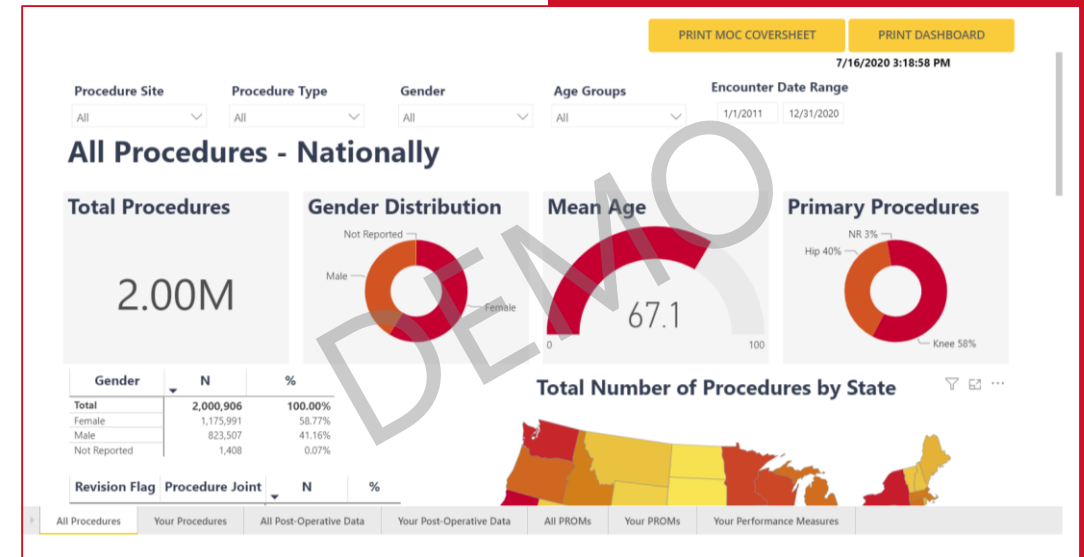 PRINT MOC COVERSHEET PRINT DASHBOARD
7/16/2020 3:18:58 PM
Procedure Site Procedure Type Gender Age Groups Encounter Date Range
All All All All 1/1/2011 12/31/2020
All Procedures - Nationally
Total Procedures Gender Distribution Mean Age Primary Procedures
Not Reported NR 3%
Hip 40%
Male
2.00M Female 67.1
0 100 Knee 58%
DEMO
Gender N %
Total 2,000,906 100.00%
Female 1,175,991 58.77%
Male 823,507 41.16%
Not Reported 1,408 0.07%
Total Number of Procedures by State
Revision Flag Procedure Joint N %
All Procedures Your Procedures All Post-Operative Data Your Post-Operative Data All PROMs Your PROMs Your Performance Measures